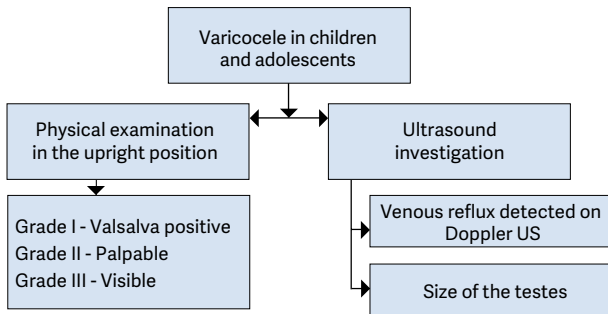 Varicocele in children
and adolescents
Physical examination
in the upright position
Ultrasound
investigation
Grade I - Valsalva positive
Grade II - Palpable
Grade III - Visible
Venous reflux detected on
Doppler US
Size of the testes